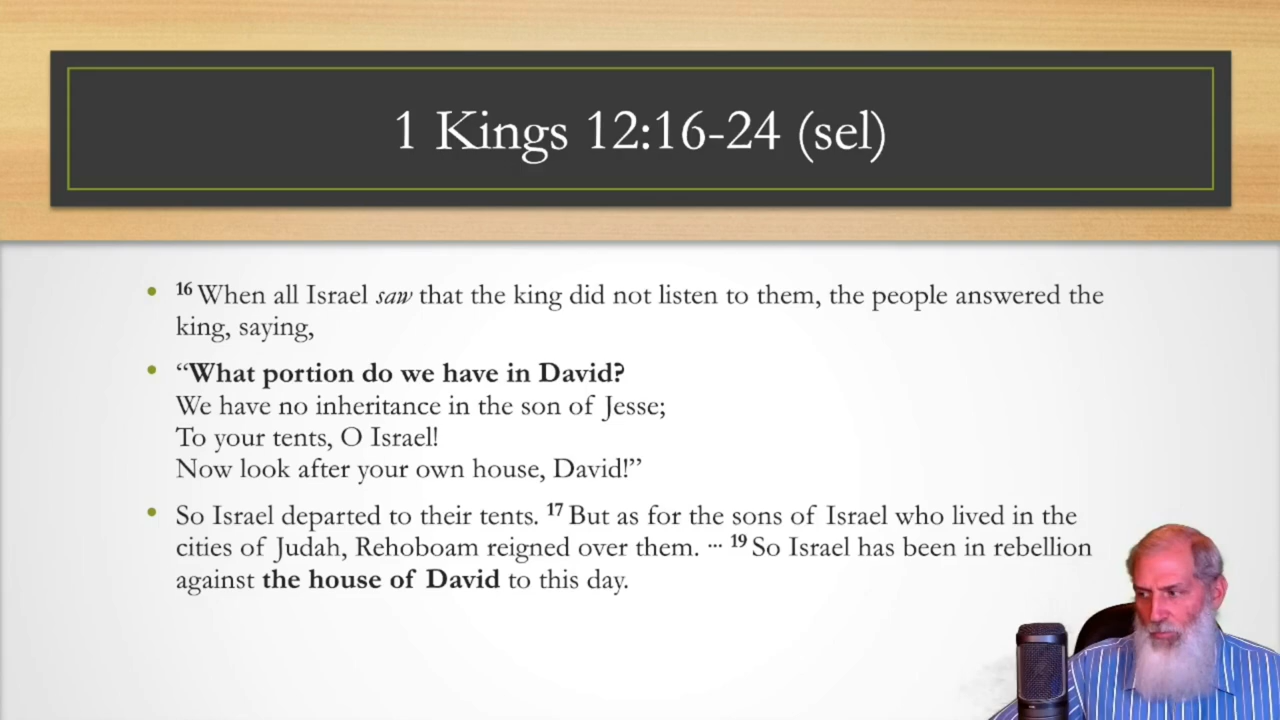 1 Kings 12:16-24 (sel)
• 16 When all Israel saw that the king did not listen to them, the people answered the
king, saying,
• “What portion do we have in David?
We have no inheritance in the son of Jesse;
To your tents, O Israel!
Now look after your own house, David!”
• So Israel departed to their tents. 17 But as for the sons of Israel who lived in the
cities of Judah, Rehoboam reigned over them. ... 19 So Israel has been in rebellion
against the house of David to this day.